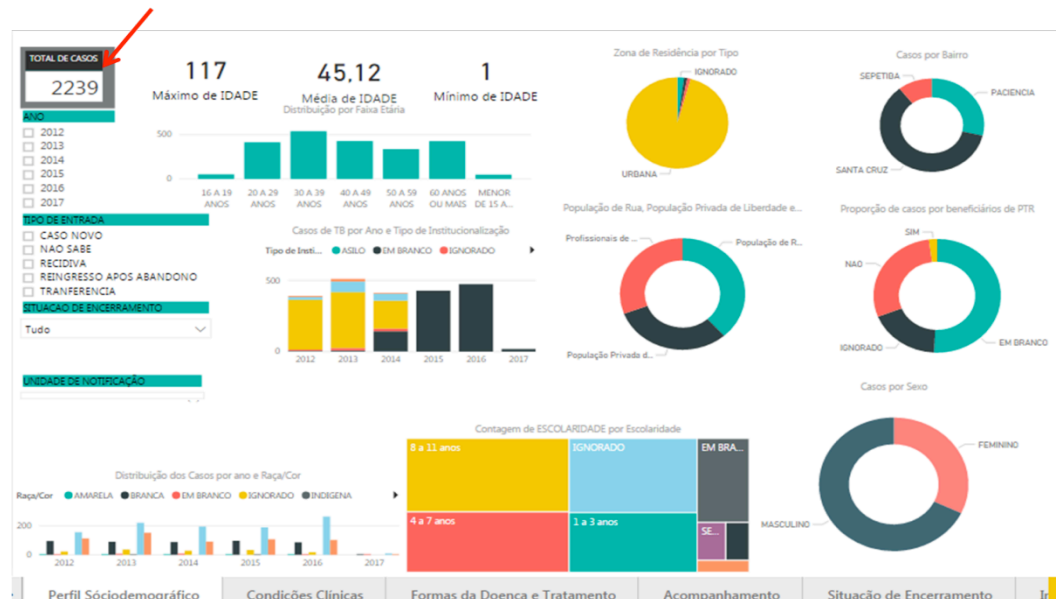 TOTAL DE CASOS
2239
117
Máximo de IDADE
45,12
Média de IDADE
1
Mínimo de IDADE
ANO
2012
2013
2014
2015
2016
2017
TIPO DE ENTRADA
CASO NOVO
NAO SABE
RECIDIVA
REINGRESSO APOS ABANDONO
TRANFERENCIA
SITUACAO DE ENCERRAMENTO
Tudo
UNIDADE DE NOTIFICAÇÃO
Distribuição por Faixa Etária
500
0
16 A 19 ANOS
20 A 29 ANOS
30 A 39 ANOS
40 A 49 ANOS
50 A 59 ANOS
60 ANOS OU MAIS
MENOR DE 15 A...
Casos de TB por Ano e Tipo de Institucionalização
Tipo de Insti... ASILO EM BRANCO IGNORADO
500
0
2012 2013 2014 2015 2016 2017
Zona de Residência por Tipo
IGNORADO
URBANA
Casos por Bairro
SEPETIBA
PACIENCIA
SANTA CRUZ
População de Rua, População Privada de Liberdade e...
Profissionais de ...
População de R...
População Privada d...
Proporção de casos por beneficiários de PTR
SIM
NAO
IGNORADO
EM BRANCO
Casos por Sexo
FEMININO
MASCULINO
Contagem de ESCOLARIDADE por Escolaridade
8 a 11 anos
IGNORADO
EM BRA...
4 a 7 anos
1 a 3 anos
SE...
Distribuição dos Casos por ano e Raça/Cor
Raça/Cor AMARELA BRANCA EM BRANCO IGNORADO INDIGENA
200
0
2012 2013 2014 2015 2016 2017
Perfil Sóciodemográfico
Condições Clínicas
Formas da Doença e Tratamento
Acompanhamento
Situação de Encerramento